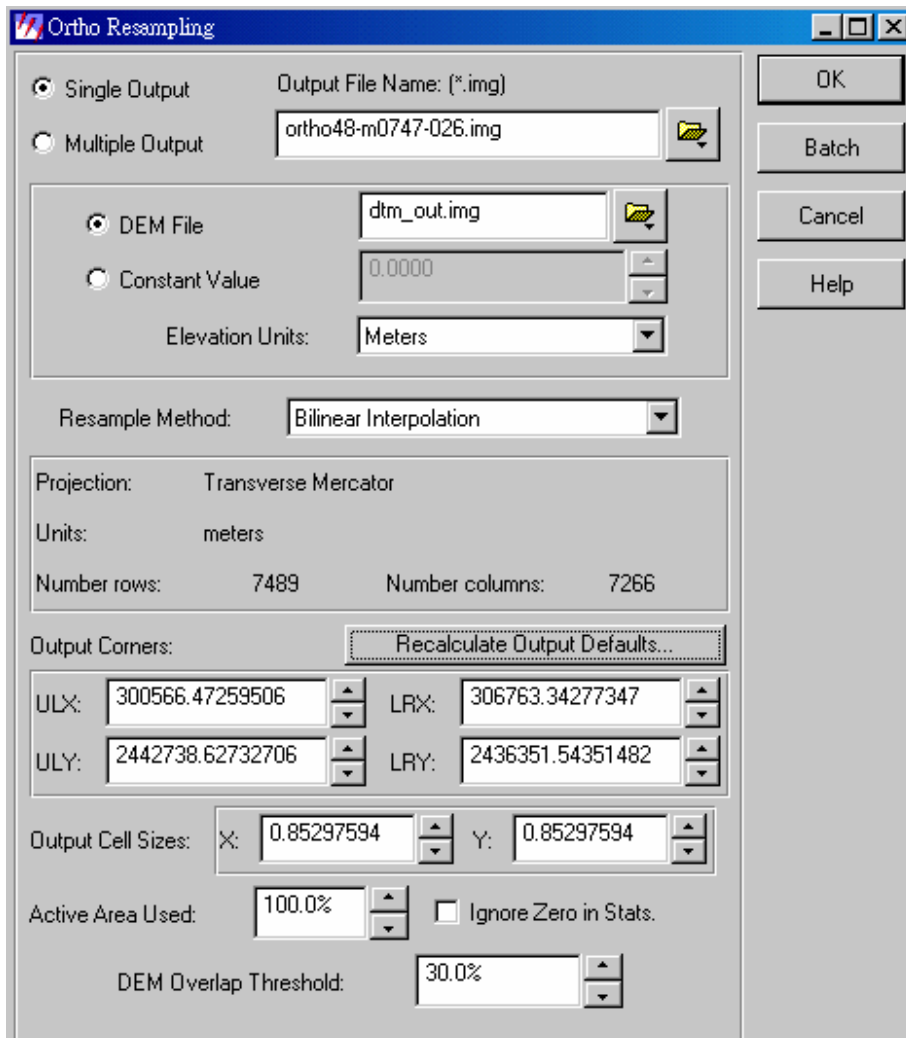 Ortho Resampling
Single Output
Output File Name: (*.img)
OK
Multiple Output
ortho48-m0747-026.img
Batch
DEM File
dtm_out.img
Cancel
Constant Value
0.0000
Help
Elevation Units:
Meters
Resample Method:
Bilinear Interpolation
Projection:
Transverse Mercator
Units:
meters
Number rows:
7489
Number columns:
7266
Output Corners:
Recalculate Output Defaults...
ULX:
300566.47259506
LRX:
306763.34277347
ULY:
2442738.62732706
LRY:
2436351.54351482
Output Cell Sizes:
X:
0.85297594
Y:
0.85297594
Active Area Used:
100.0%
Ignore Zero in Stats.
DEM Overlap Threshold:
30.0%